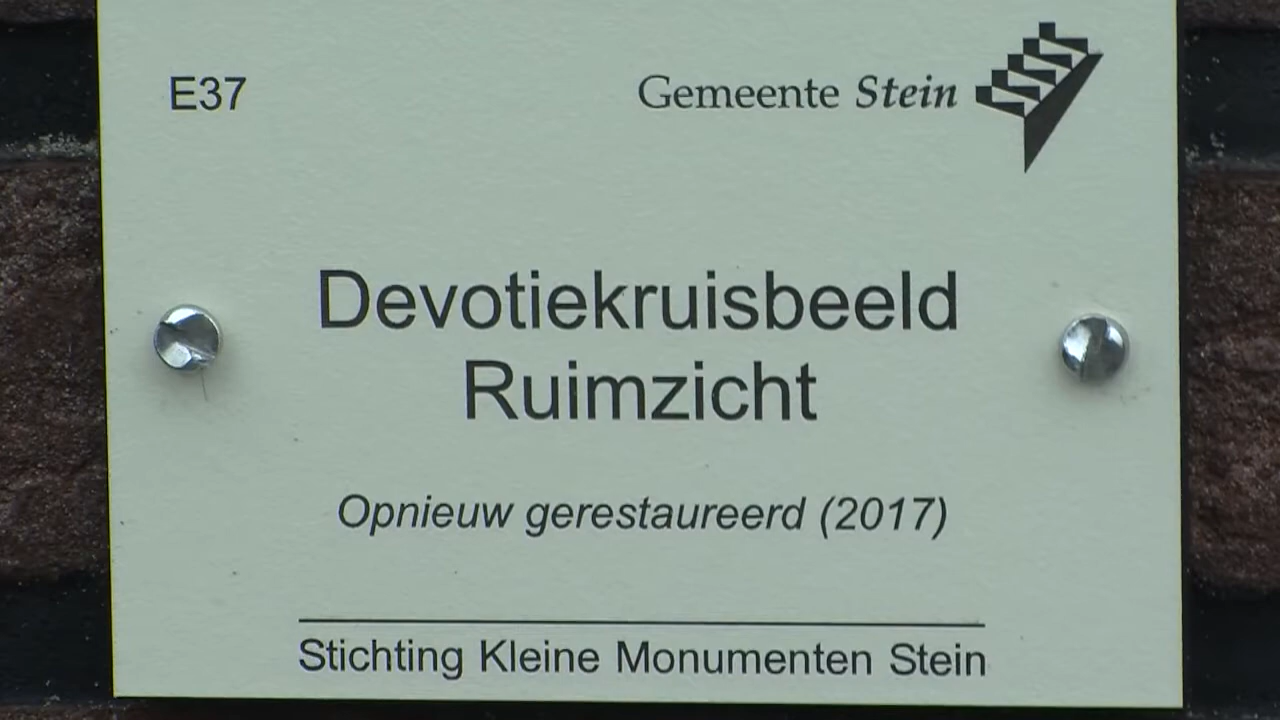 E37
Gemeente Stein
Devotiekruisbeeld
Ruimzicht
Opnieuw gerestaureerd (2017)
Stichting Kleine Monumenten Stein